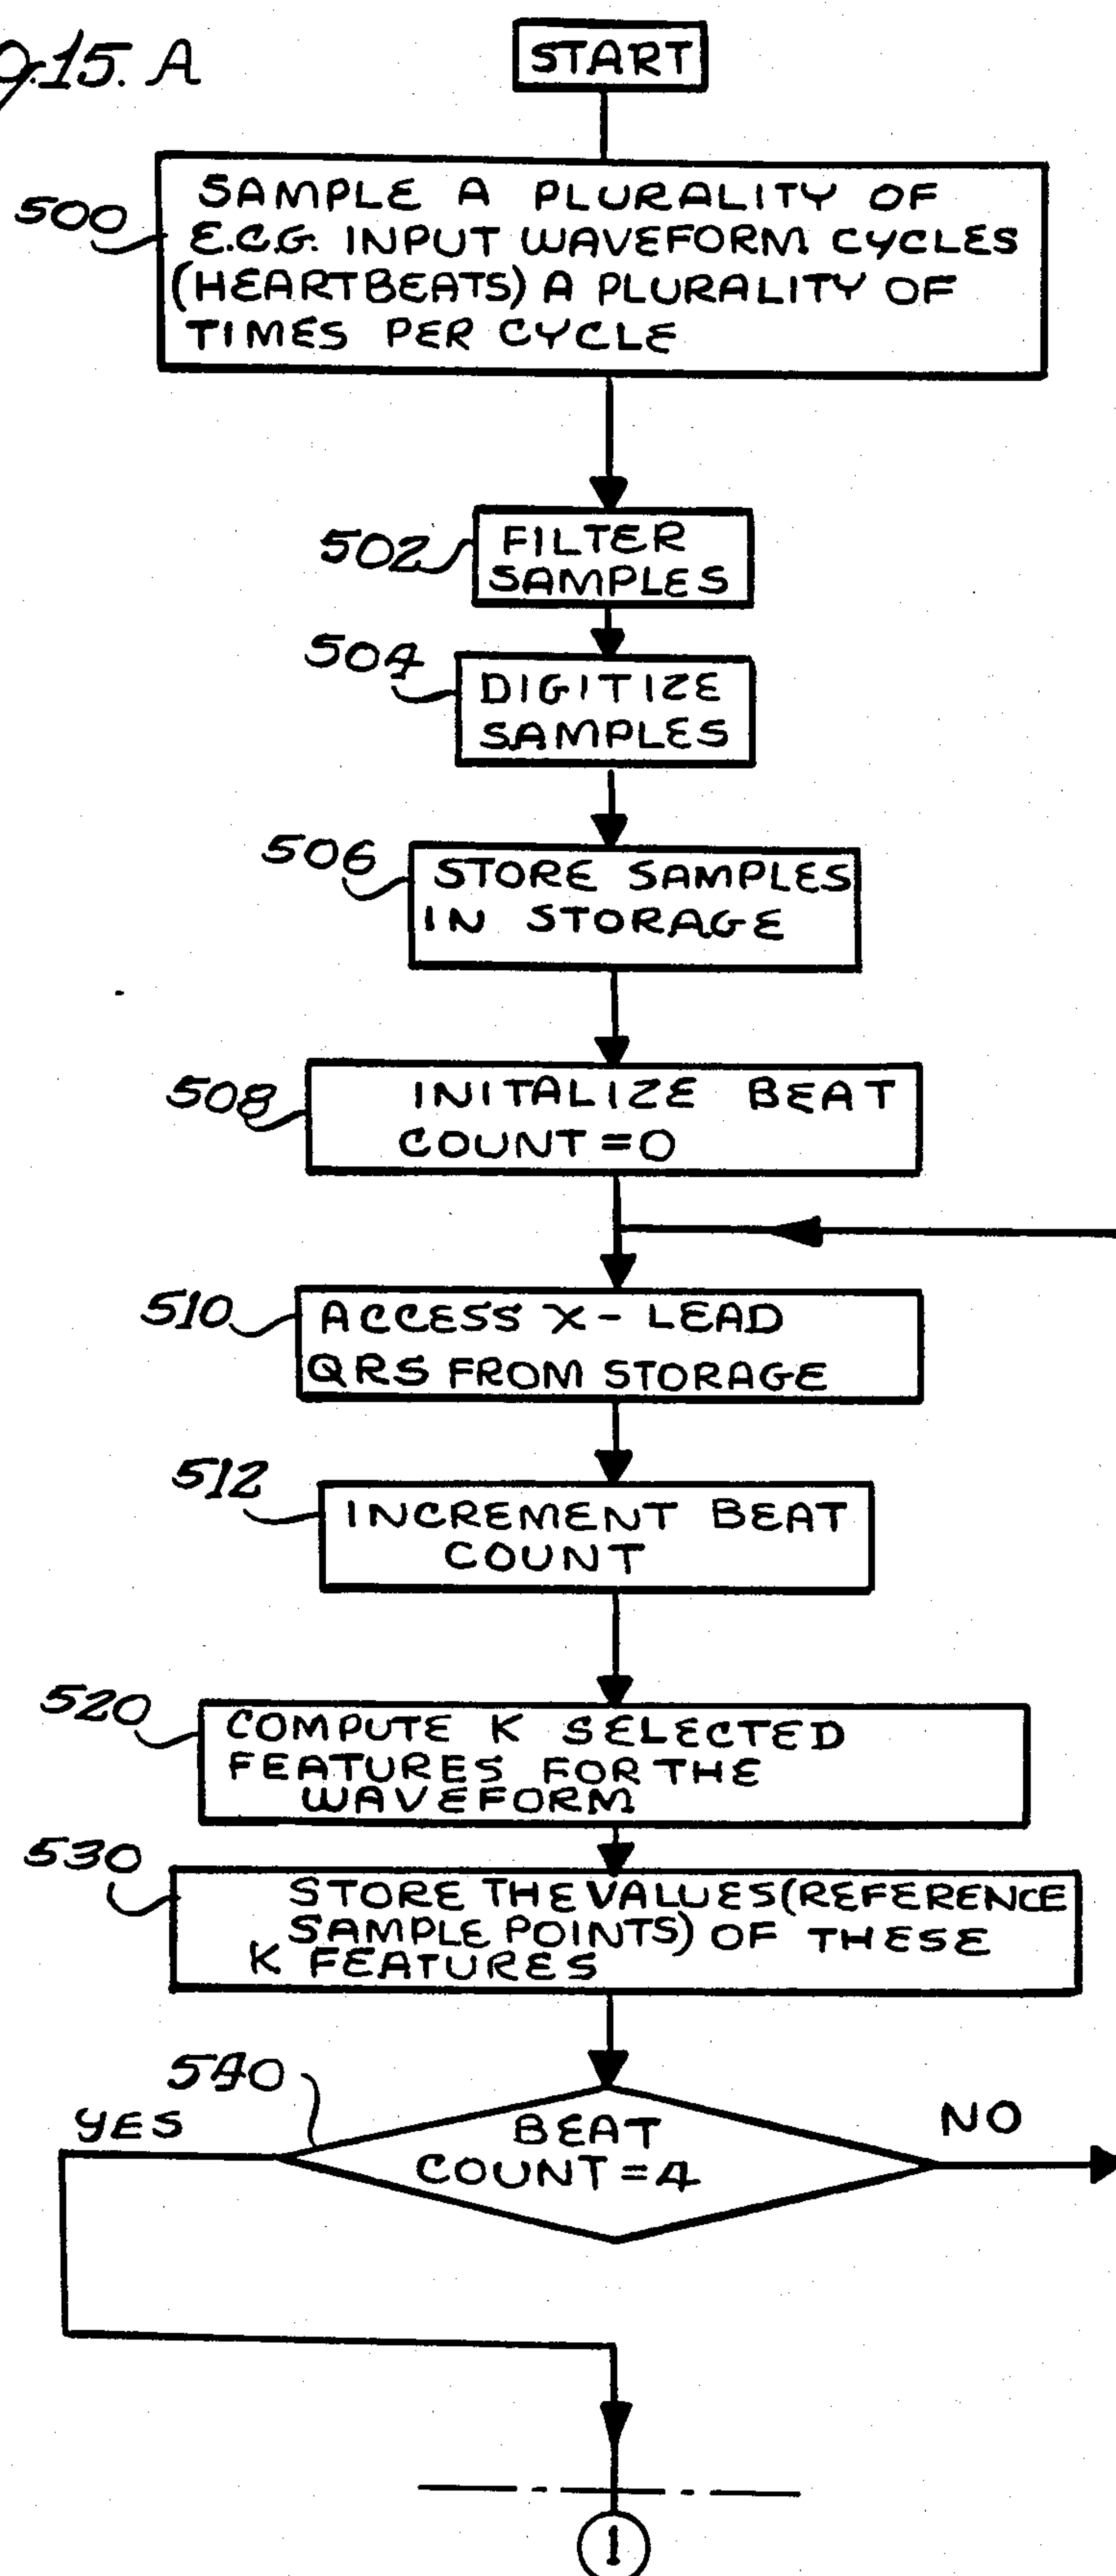 g.15. A
START
500
SAMPLE A PLURALITY OF
E.C.G. INPUT WAVEFORM CYCLES
(HEARTBEATS) A PLURALITY OF
TIMES PER CYCLE
502
FILTER
SAMPLES
504
DIGITIZE
SAMPLES
506
STORE SAMPLES
IN STORAGE
508
INITALIZE BEAT
COUNT=0
510
ACCESS X-LEAD
QRS FROM STORAGE
512
INCREMENT BEAT
COUNT
520
COMPUTE K SELECTED
FEATURES FOR THE
WAVEFORM
530
STORE THE VALUES (REFERENCE
SAMPLE POINTS) OF THESE
K FEATURES
540
YES
BEAT
COUNT=4
NO
1